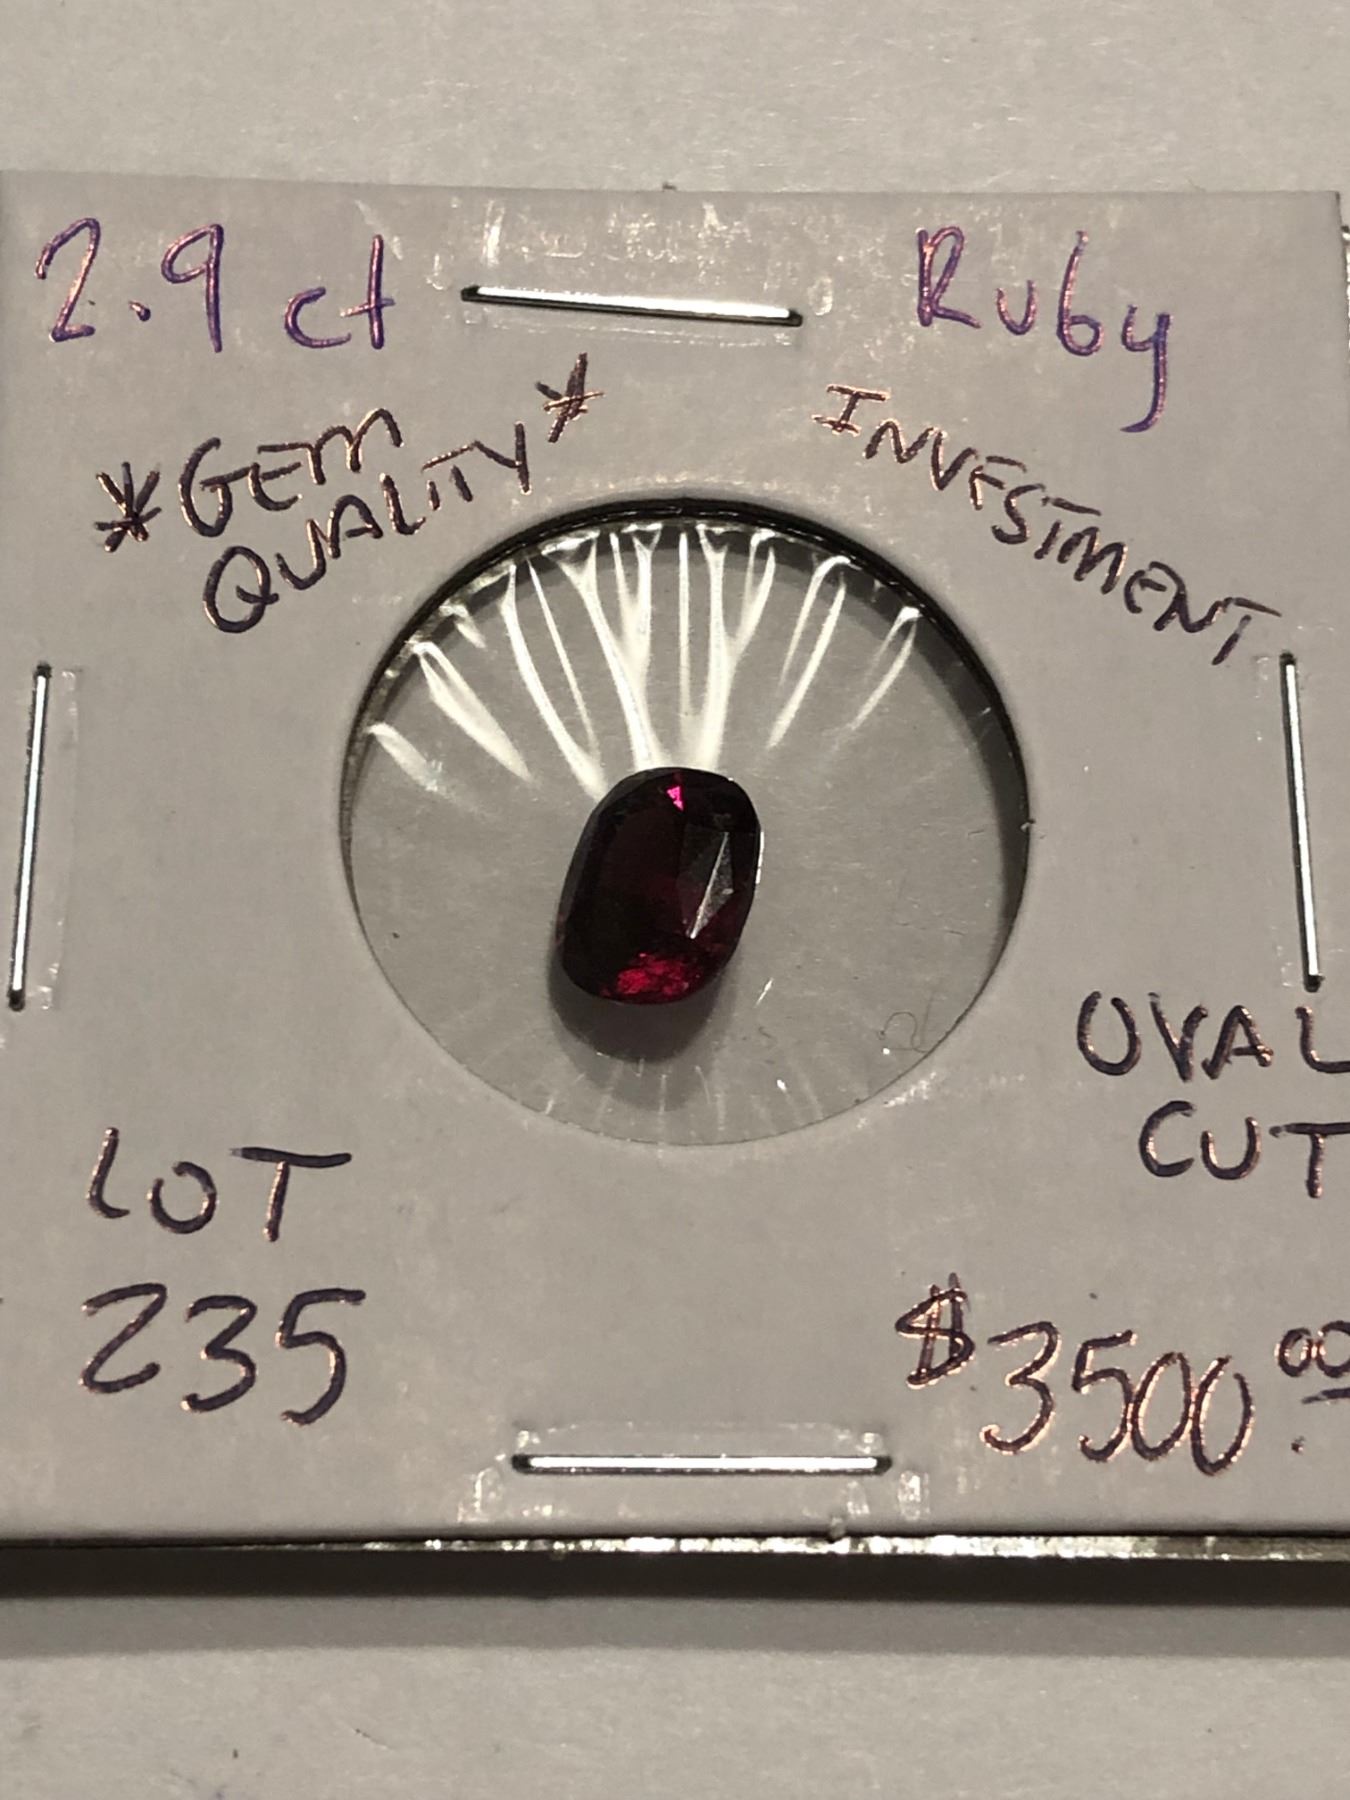 2.9 ct Ruby
*GEM
QUALITY*
INVESTMENT
OVAL
CUT
LOT
235
$3500.00